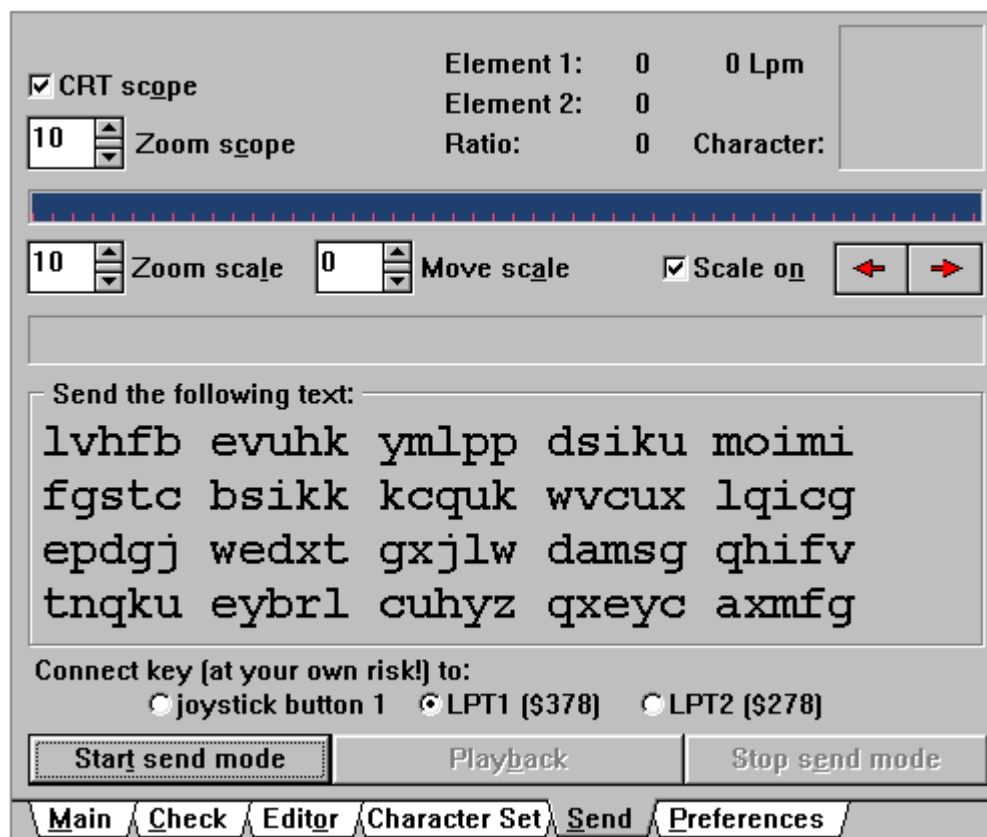 CRT scope
Element 1: 0 0 Lpm
Element 2: 0
10 Zoom scope Ratio: 0 Character:
10 Zoom scale 0 Move scale Scale on
Send the following text:
lvhfb evuhk ymlpp dsiku moimi
fgstc bsikk kcquk wvcux lqicg
epdgj wedxt gxjlw damsg qhifv
tnqku eybrl cuhyz qxeyc axmfg
Connect key (at your own risk!) to:
joystick button 1 LPT1 ($378) LPT2 ($278)
Start send mode Playback Stop send mode
Main Check Editor Character Set Send Preferences